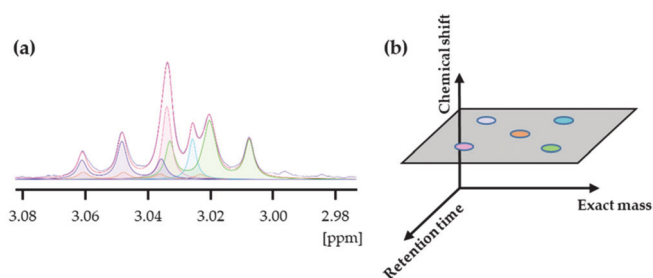 (a)
3.08 3.06 3.04 3.02 3.00 2.98
[ppm]
(b)
Chemical shift
Exact mass
Retention time